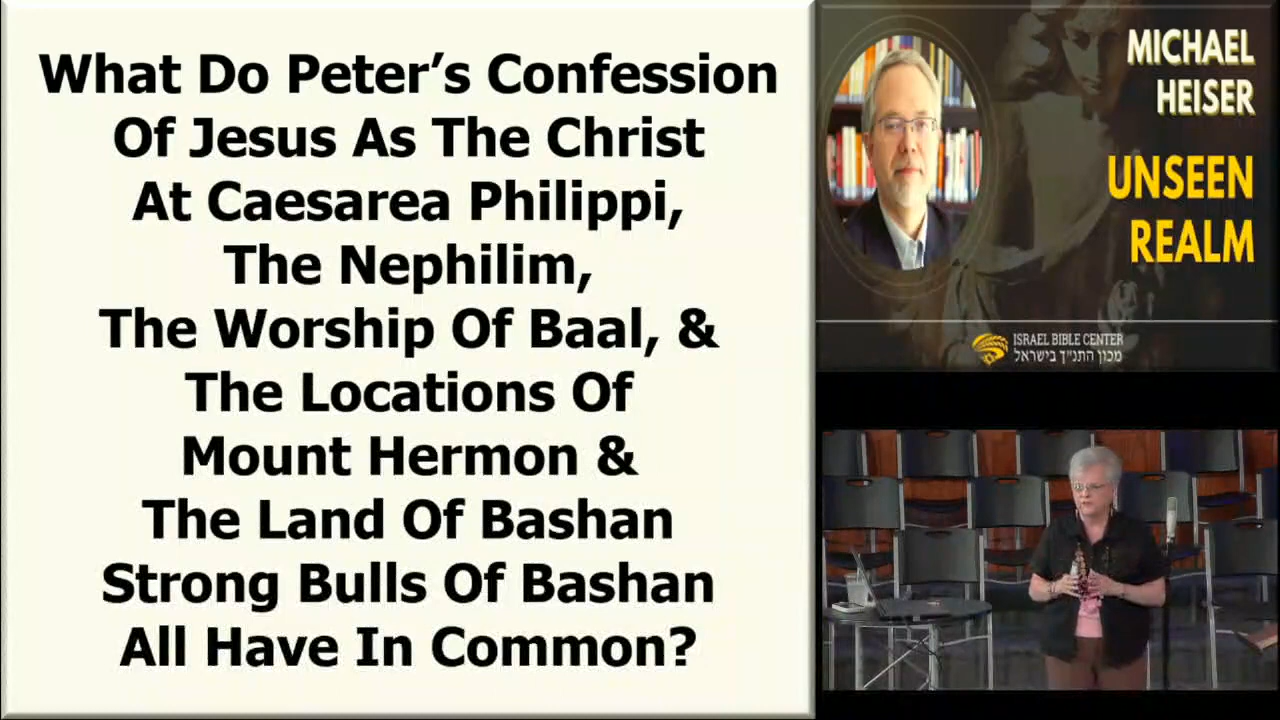 What Do Peter’s Confession
Of Jesus As The Christ
At Caesarea Philippi,
The Nephilim,
The Worship Of Baal, &
The Locations Of
Mount Hermon &
The Land Of Bashan
Strong Bulls Of Bashan
All Have In Common?
MICHAEL
HEISER
UNSEEN
REALM
ISRAEL BIBLE CENTER
מכון התנ"ך בישראל